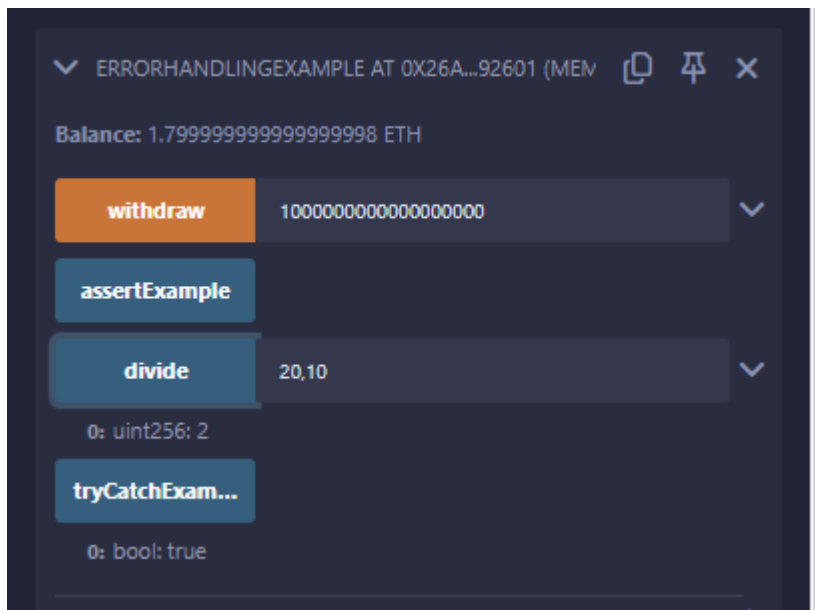 ERRORHANDLINGEXAMPLE AT 0X26A...92601 (MEM
Balance: 1.799999999999999998 ETH
withdraw 1000000000000000000
assertExample
divide 20,10
0: uint256: 2
tryCatchExam...
0: bool: true